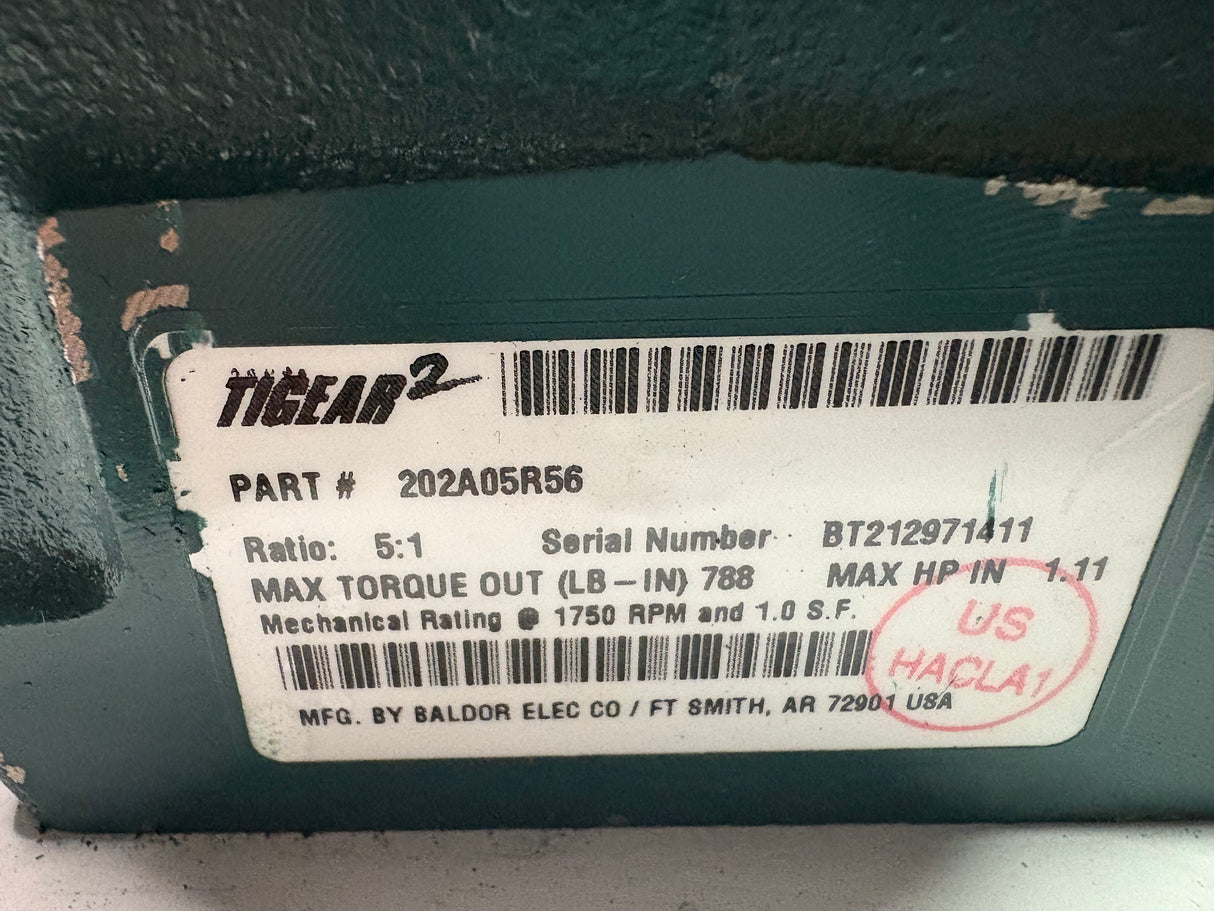 TIGEAR2
PART # 202A05R56
Ratio: 5:1 Serial Number BT212971411
MAX TORQUE OUT (LB-IN) 788 MAX HP IN 1.11
Mechanical Rating @ 1750 RPM and 1.0 S.F.
US
HACLA1
MFG. BY BALDOR ELEC CO / FT SMITH, AR 72901 USA